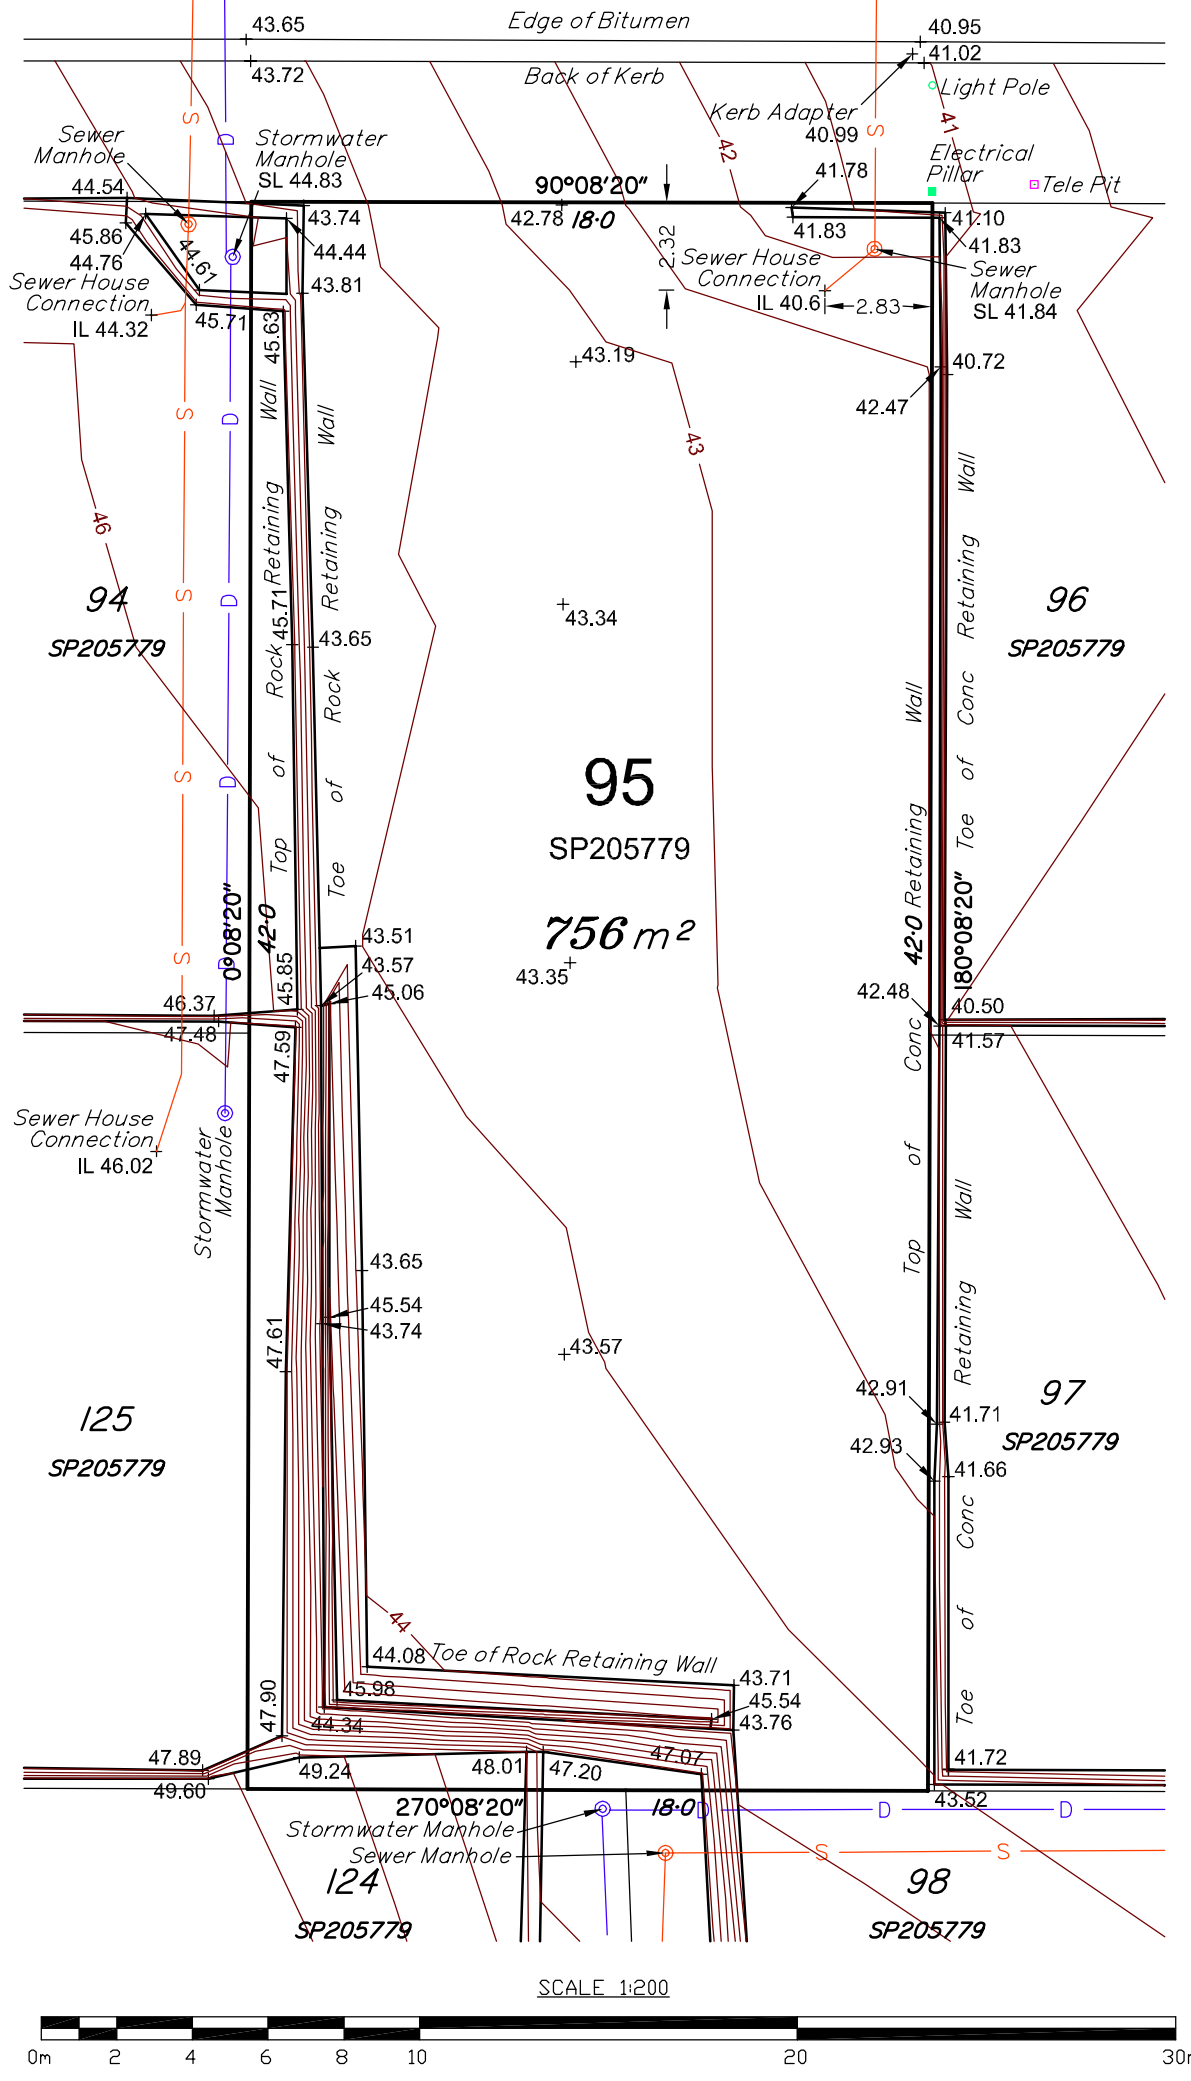 43.65
Edge of Bitumen
40.95
41.02
43.72
Back of Kerb
Light Pole
Kerb Adapter
40.99
S
D
S
41
42
Sewer
Manhole
Stormwater
Manhole
SL 44.83
Electrical
Pillar
Tele Pit
44.54
90°08'20"
41.78
43.74
42.78
18·0
41.83
41.10
45.86
44.76
44.61
44.44
2.32
41.83
Sewer House
Connection
IL 44.32
43.81
Sewer House
Connection
IL 40.6
2.83
Sewer
Manhole
SL 41.84
45.71
45.63
43.19
40.72
42.47
S
D
43
46
94
SP205779
S
D
45.71
43.65
43.34
96
SP205779
Top of Rock Retaining Wall
Toe of Rock Retaining Wall
Top of Conc Retaining Wall
Toe of Conc Retaining Wall
S
D
95
SP205779
756 m²
43.35
0°08'20"
42·0
42·0
180°08'20"
S
D
43.51
43.57
45.06
45.85
46.37
47.48
47.59
42.48
40.50
41.57
Sewer House
Connection
IL 46.02
Stormwater
Manhole
43.65
45.54
43.74
47.61
43.57
42.91
41.71
42.93
41.66
125
SP205779
97
SP205779
Toe of Conc Retaining Wall
44
44.08
Toe of Rock Retaining Wall
43.71
45.98
45.54
43.76
47.90
44.34
47.89
49.60
49.24
48.01
47.20
47.07
41.72
43.52
270°08'20"
18·0
D
D
D
Stormwater Manhole
Sewer Manhole
S
S
124
SP205779
98
SP205779
SCALE 1:200
0m
2
4
6
8
10
20